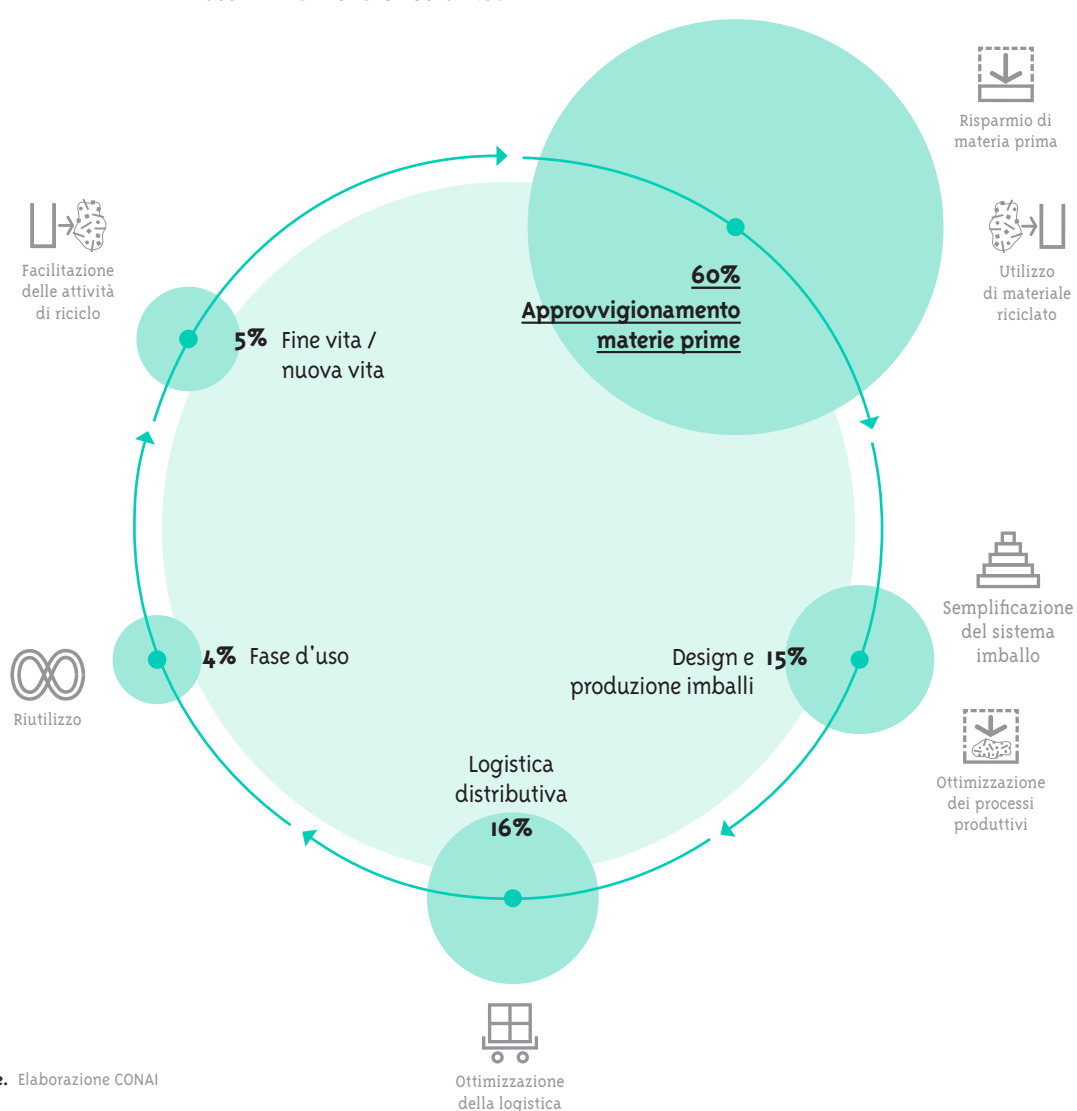 Risparmio di
materia prima
Facilitazione
delle attività
di riciclo
Utilizzo
di materiale
riciclato
60%
Approvvigionamento
materie prime
5% Fine vita /
nuova vita
Semplificazione
del sistema
imballo
4% Fase d'uso
Design e 15%
produzione imballi
Riutilizzo
Ottimizzazione
dei processi
produttivi
Logistica
distributiva
16%
Elaborazione CONAI
Ottimizzazione
della logistica